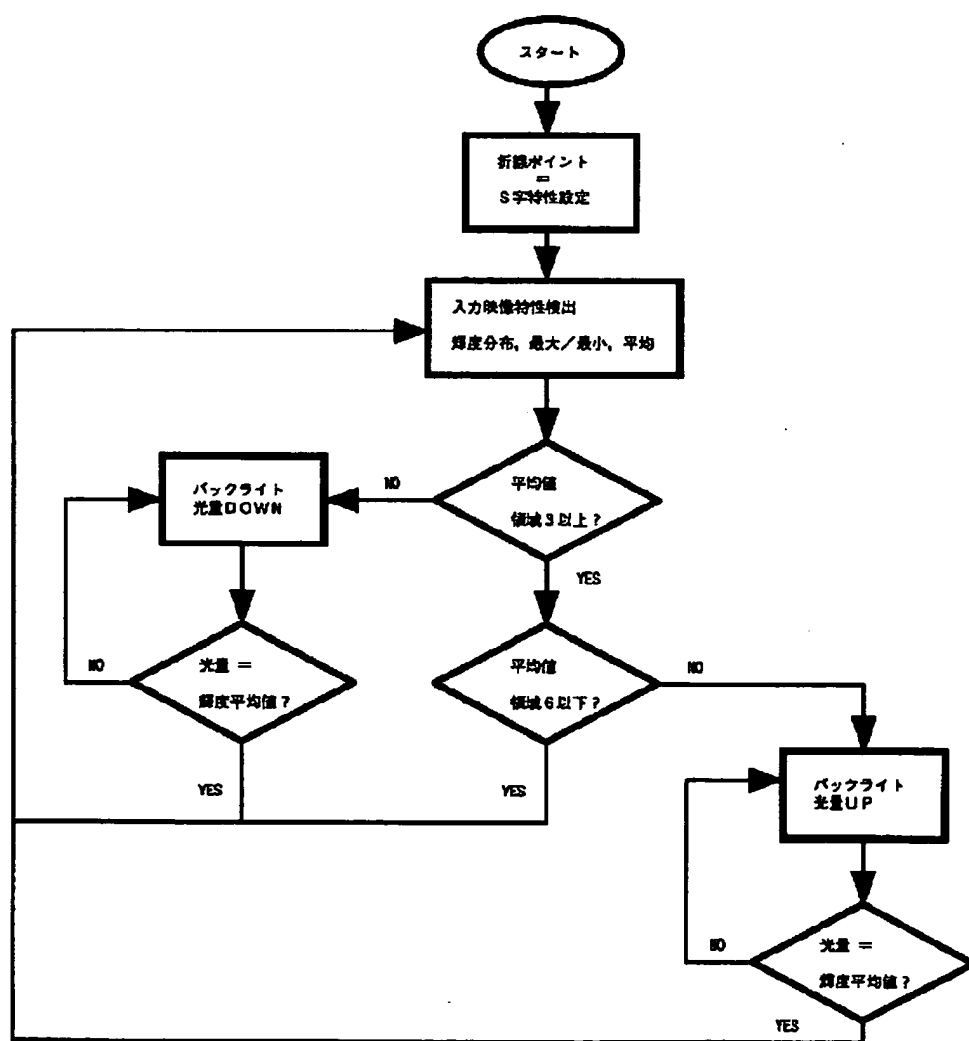 スタート
折線ポイント
＝
S字特性設定
入力映像特性検出
輝度分布，最大／最小，平均
平均値
領域3以上？
NO
YES
バックライト
光量DOWN
光量 ＝
輝度平均値？
NO
YES
平均値
領域6以下？
NO
YES
バックライト
光量UP
光量 ＝
輝度平均値？
NO
YES